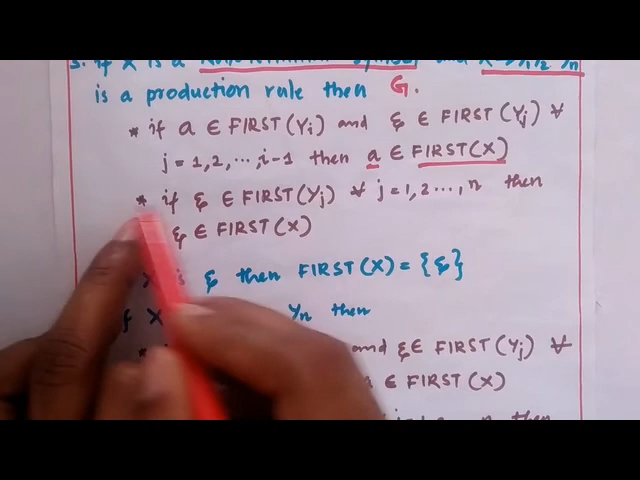 3. if X is a Non-terminal symbol and X → Y1Y2 Yn
is a production rule then G.
* if a ∈ FIRST(Yi) and ε ∈ FIRST(Yj) ∀
j = 1,2,...,i-1 then a ∈ FIRST(X)
* if ε ∈ FIRST(Yj) ∀ j=1,2...,n then
ε ∈ FIRST(X)
is ε then FIRST(X) = {ε}
X Yn then
* and ε ∈ FIRST(Yj) ∀
∈ FIRST(X)
then